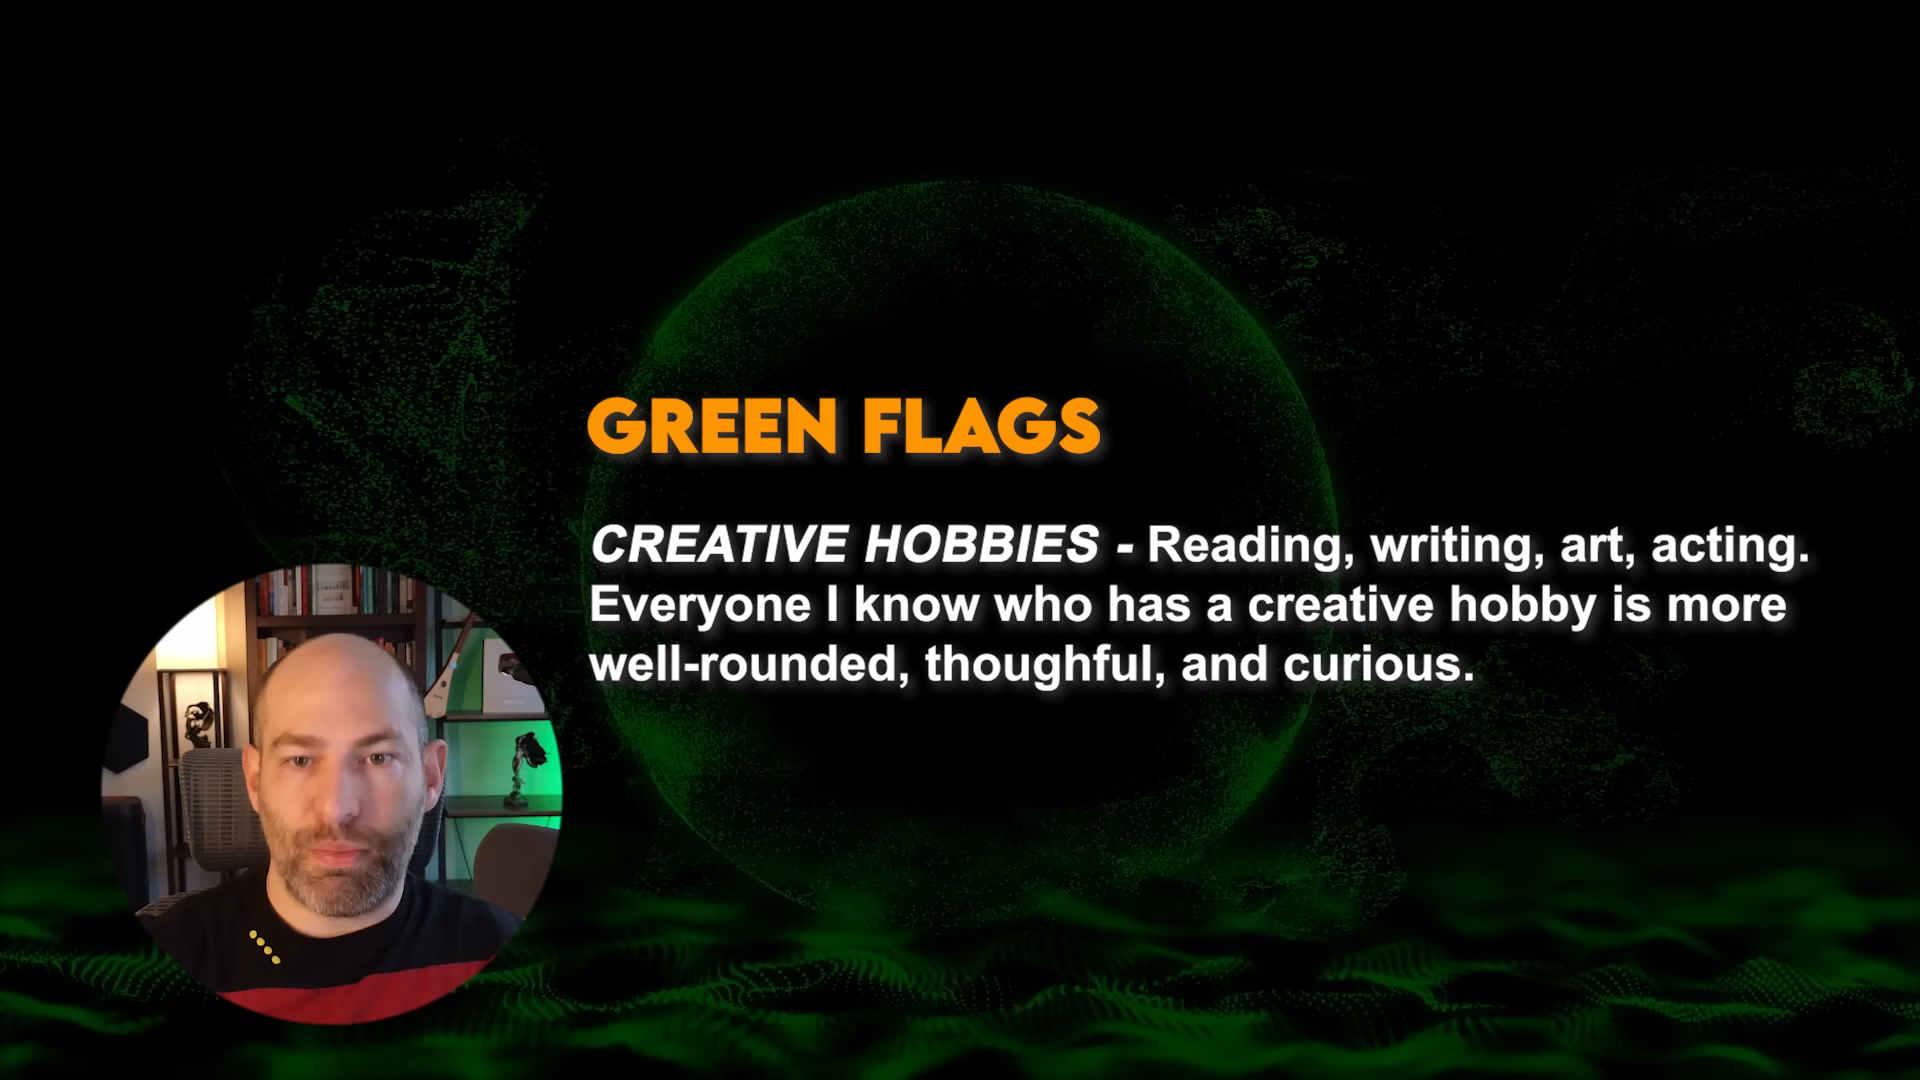 GREEN FLAGS
CREATIVE HOBBIES - Reading, writing, art, acting.
Everyone I know who has a creative hobby is more
well-rounded, thoughful, and curious.